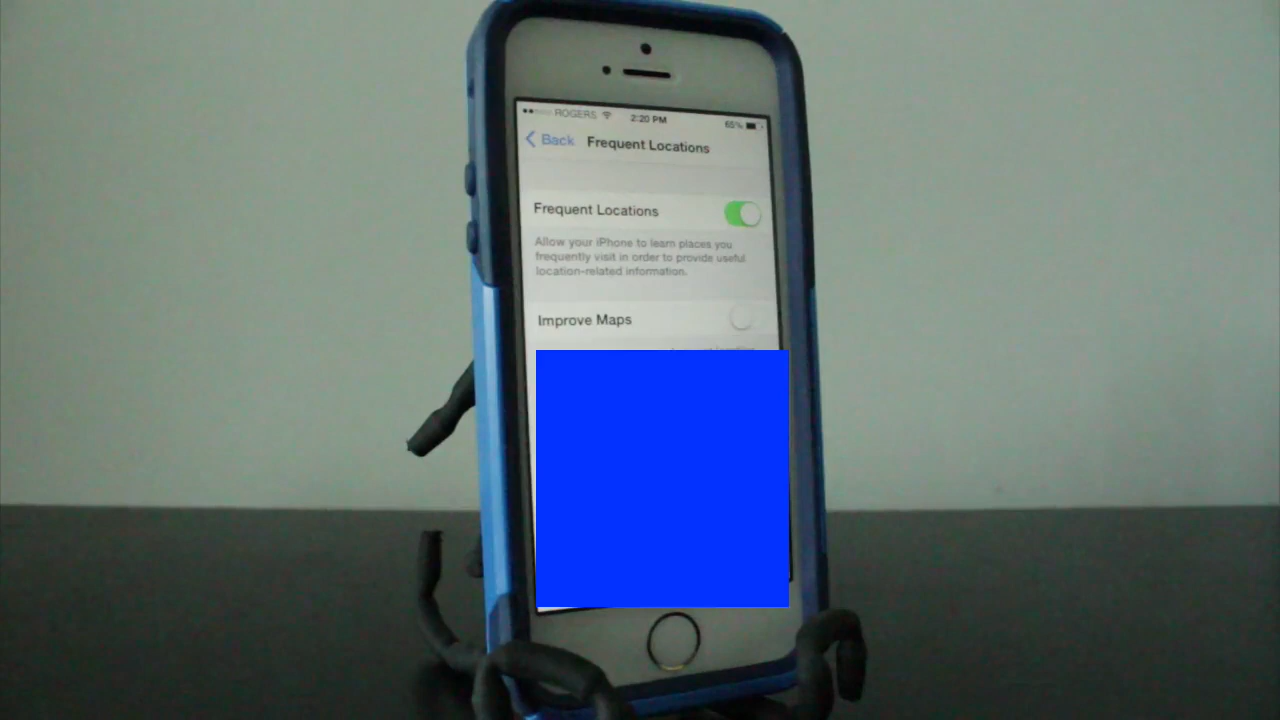 ROGERS 2:20 PM 65%
Back Frequent Locations
Frequent Locations
Allow your iPhone to learn places you
frequently visit in order to provide useful
location-related information.
Improve Maps